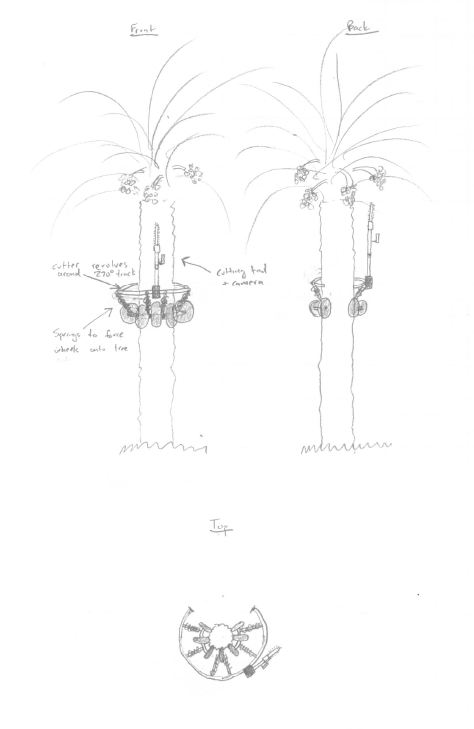 Front
Back
cutter revolves
around 270° track
Cutting tool
+ camera
Springs to force
wheels onto tree
Top